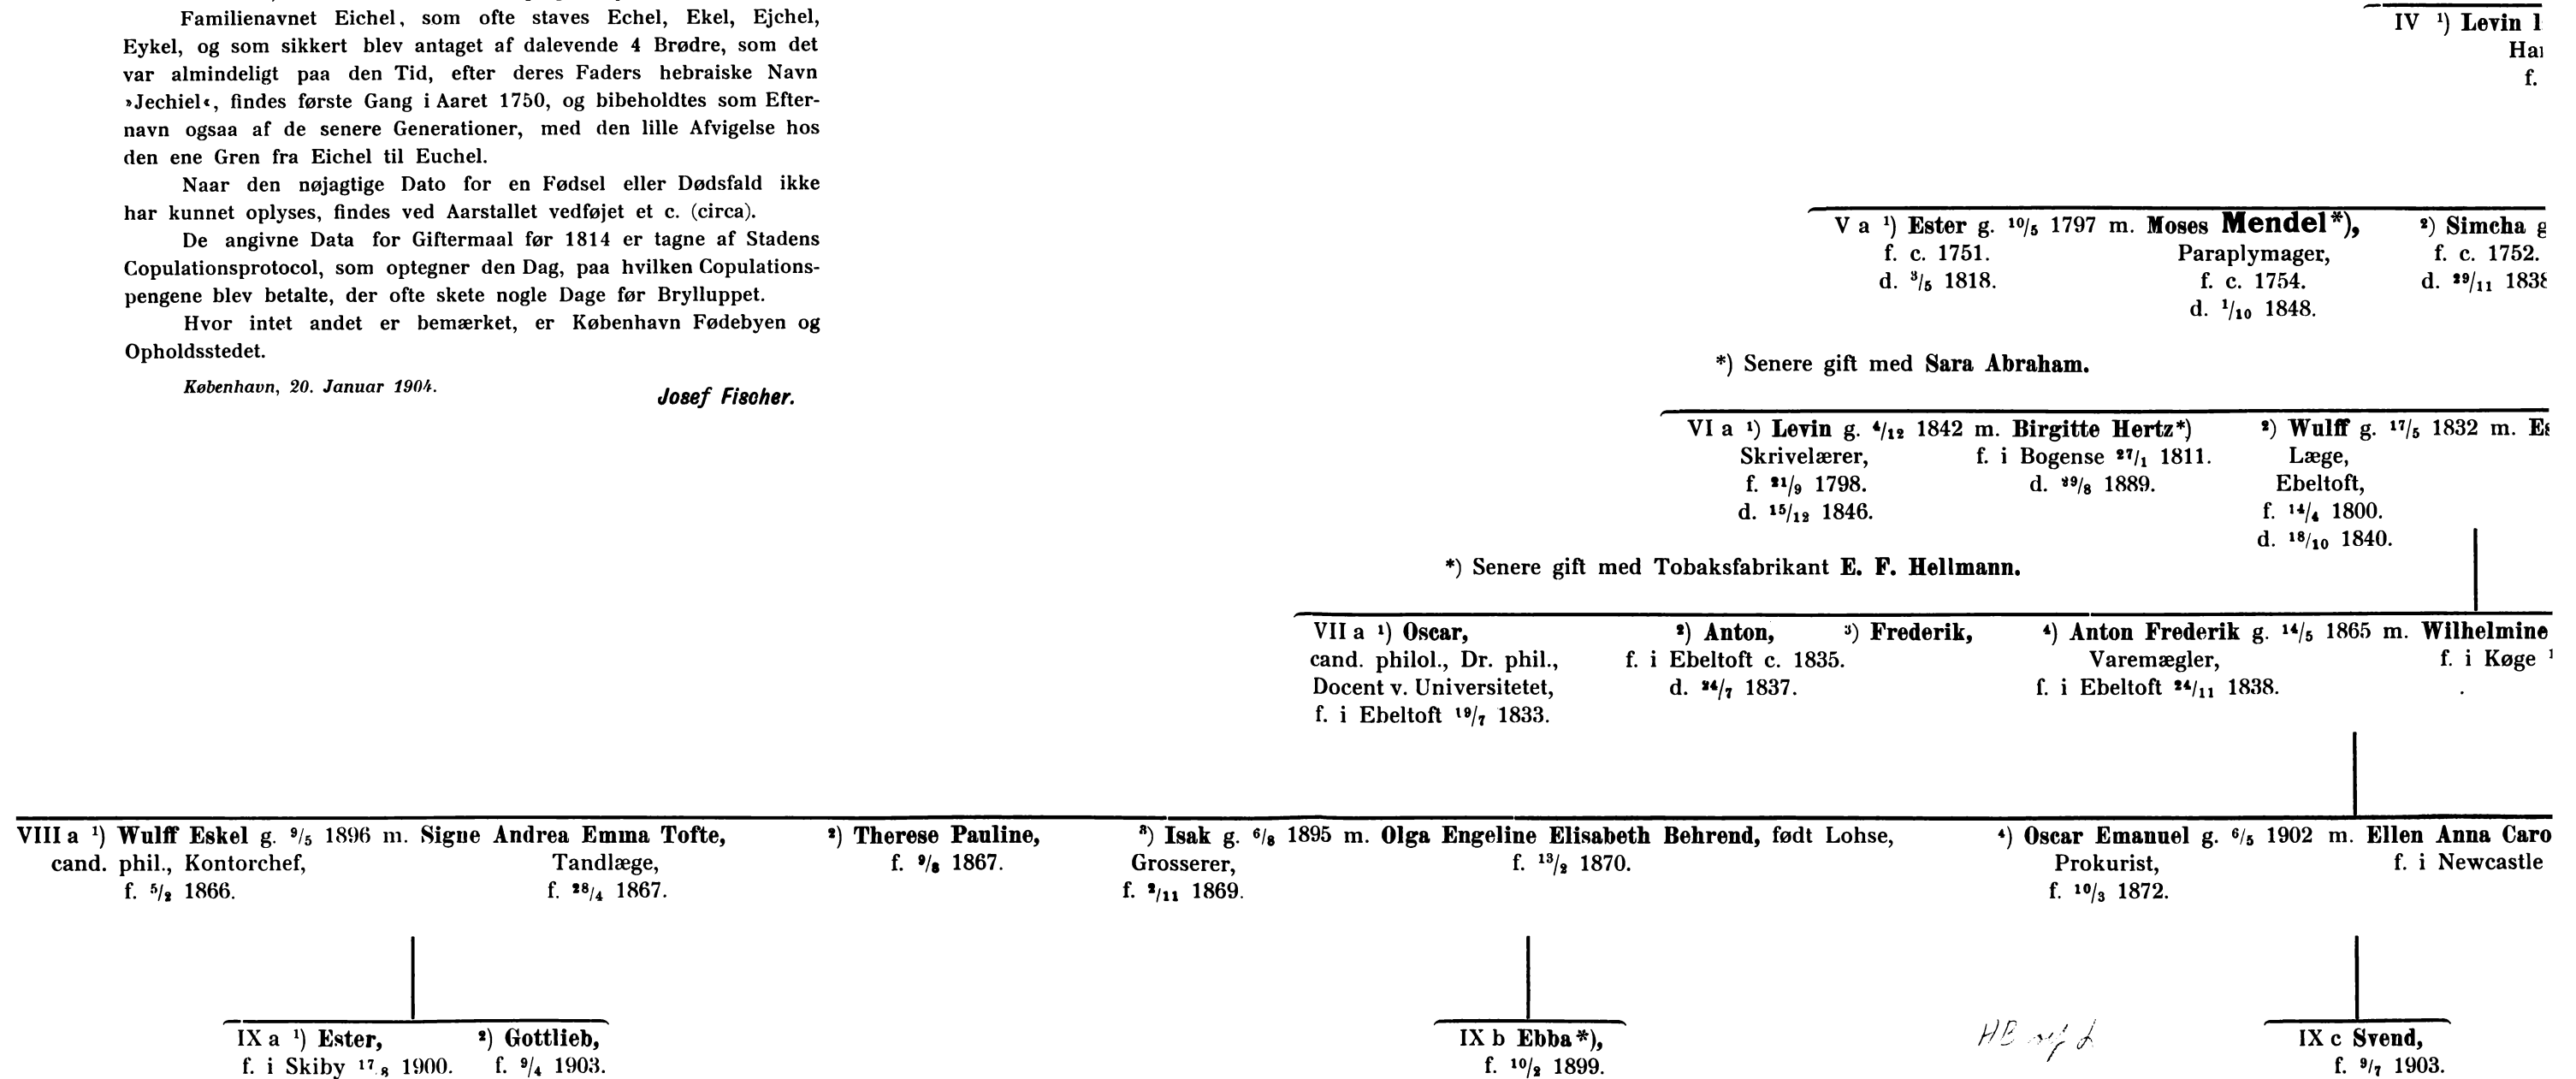 Familienavnet Eichel, som ofte staves Echel, Ekel, Ejchel,
Eykel, og som sikkert blev antaget af dalevende 4 Brødre, som det
var almindeligt paa den Tid, efter deres Faders hebraiske Navn
»Jechiel«, findes første Gang i Aaret 1750, og bibeholdtes som Efter-
navn ogsaa af de senere Generationer, med den lille Afvigelse hos
den ene Gren fra Eichel til Euchel.
Naar den nøjagtige Dato for en Fødsel eller Dødsfald ikke
har kunnet oplyses, findes ved Aarstallet vedføjet et c. (circa).
De angivne Data for Giftermaal før 1814 er tagne af Stadens
Copulationsprotocol, som optegner den Dag, paa hvilken Copulations-
pengene blev betalte, der ofte skete nogle Dage før Brylluppet.
Hvor intet andet er bemærket, er København Fødebyen og
Opholdsstedet.
København, 20. Januar 1904.
Josef Fischer.
IV ¹) Levin
f.
V a ¹) Ester g. 10/5 1797 m. Moses Mendel*), ²) Simcha g
f. c. 1751. Paraplymager, f. c. 1752.
d. 3/5 1818. f. c. 1754. d. 29/11 1838
d. 1/10 1848.
*) Senere gift med Sara Abraham.
VI a ¹) Levin g. 4/12 1842 m. Birgitte Hertz*) ²) Wulff g. 17/5 1832 m.
Skrivelærer, f. i Bogense 27/1 1811. Læge,
f. 21/9 1798. d. 29/8 1889. Ebeltoft,
d. 15/12 1846. f. 14/4 1800.
d. 18/10 1840.
*) Senere gift med Tobaksfabrikant E. F. Hellmann.
VII a ¹) Oscar, ²) Anton, ³) Frederik, ⁴) Anton Frederik g. 14/5 1865 m. Wilhelmine
cand. philol., Dr. phil., f. i Ebeltoft c. 1835. Varemægler, f. i Køge
Docent v. Universitetet, d. 24/7 1837. f. i Ebeltoft 24/11 1838.
f. i Ebeltoft 19/7 1833.
VIII a ¹) Wulff Eskel g. 9/5 1896 m. Signe Andrea Emma Tofte, ²) Therese Pauline, ³) Isak g. 6/8 1895 m. Olga Engeline Elisabeth Behrend, født Lohse, ⁴) Oscar Emanuel g. 6/5 1902 m. Ellen Anna Caro
cand. phil., Kontorchef, Tandlæge, f. 9/8 1867. Grosserer, f. 13/2 1870. Prokurist, f. i Newcastle
f. 5/2 1866. f. 28/4 1867. f. 2/11 1869. f. 10/3 1872.
IX a ¹) Ester, ²) Gottlieb, IX b Ebba*), HB IX c Svend,
f. i Skiby 17/8 1900. f. 9/4 1903. f. 10/2 1899. f. 9/7 1903.